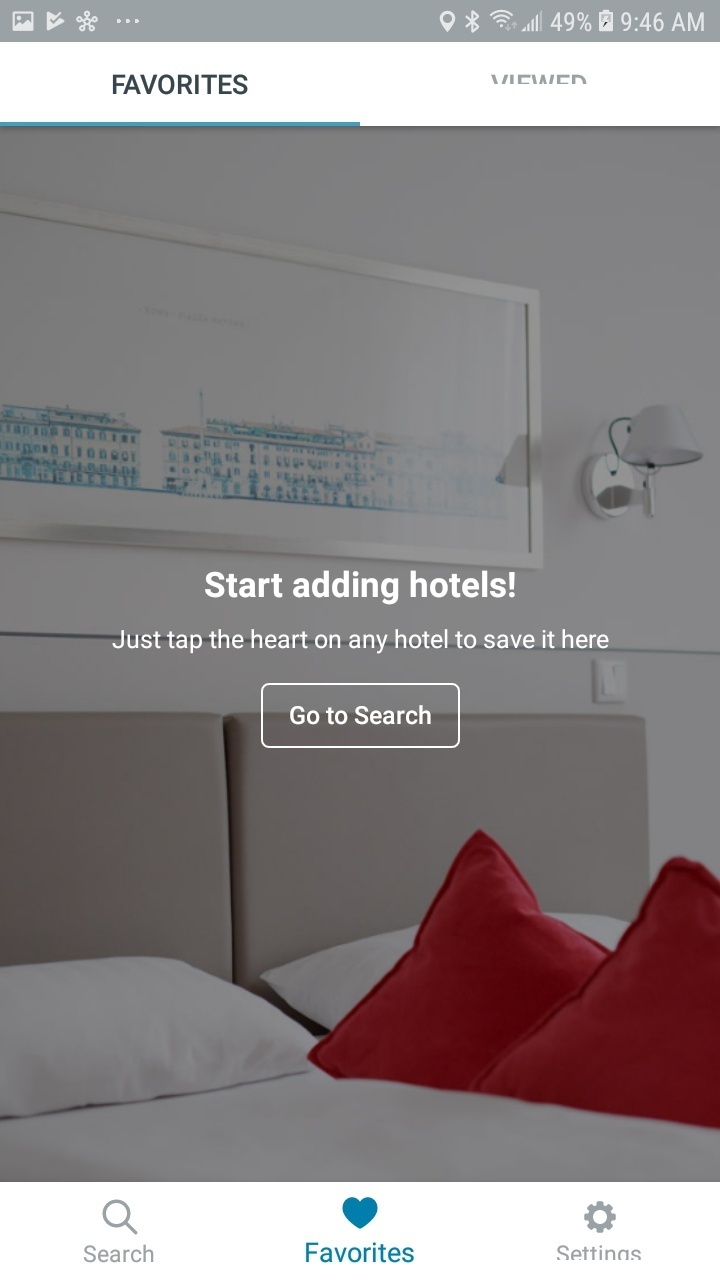 49% 9:46 AM
FAVORITES
VIEWED
Start adding hotels!
Just tap the heart on any hotel to save it here
Go to Search
Search
Favorites
Settings